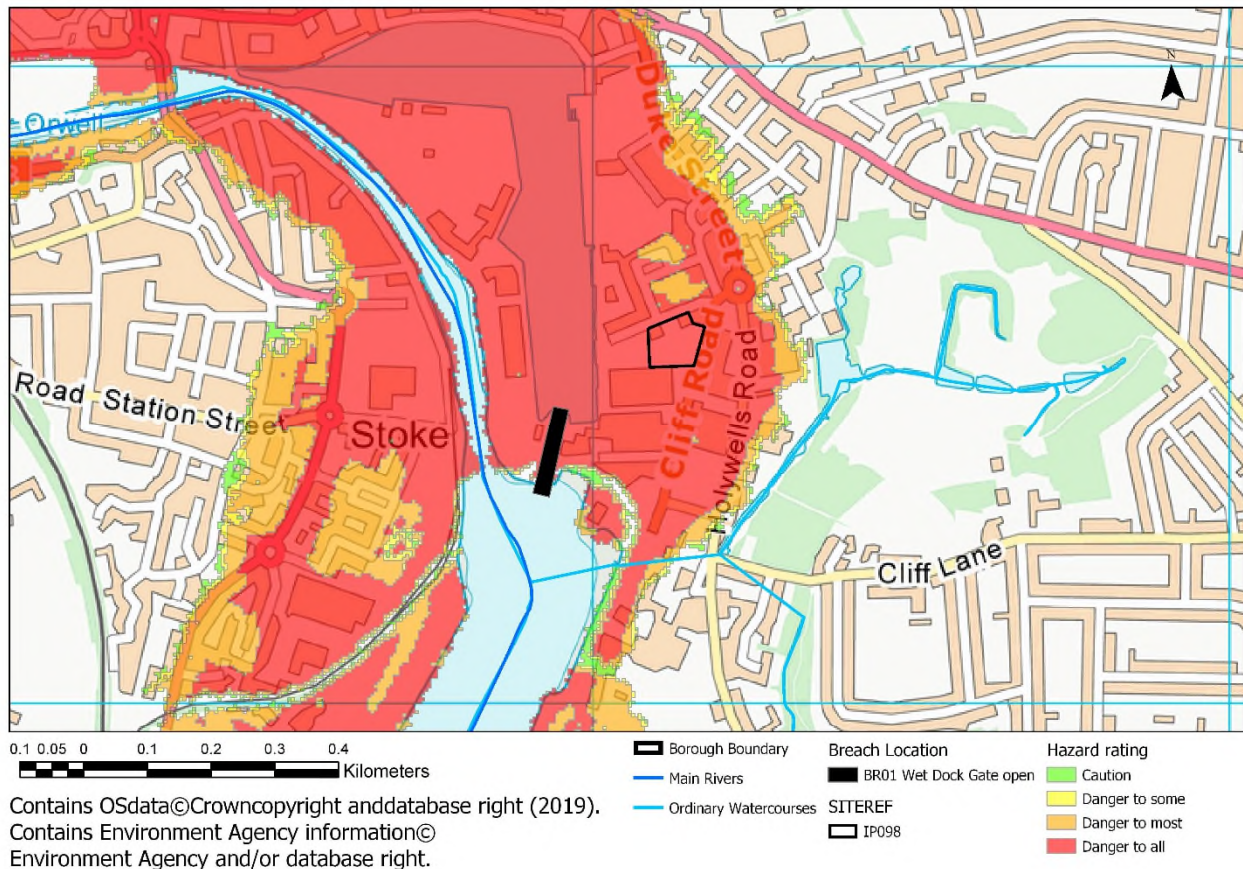 N
Orwell
Duke Street
Cliff Road
Holywells Road
Road Station Street
Stoke
Cliff Lane
0.1 0.05 0 0.1 0.2 0.3 0.4
Kilometers
Contains OSdata©Crowncopyright anddatabase right (2019).
Contains Environment Agency information©
Environment Agency and/or database right.
Borough Boundary
Main Rivers
Ordinary Watercourses
Breach Location
BR01 Wet Dock Gate open
SITEREF
IP098
Hazard rating
Caution
Danger to some
Danger to most
Danger to all